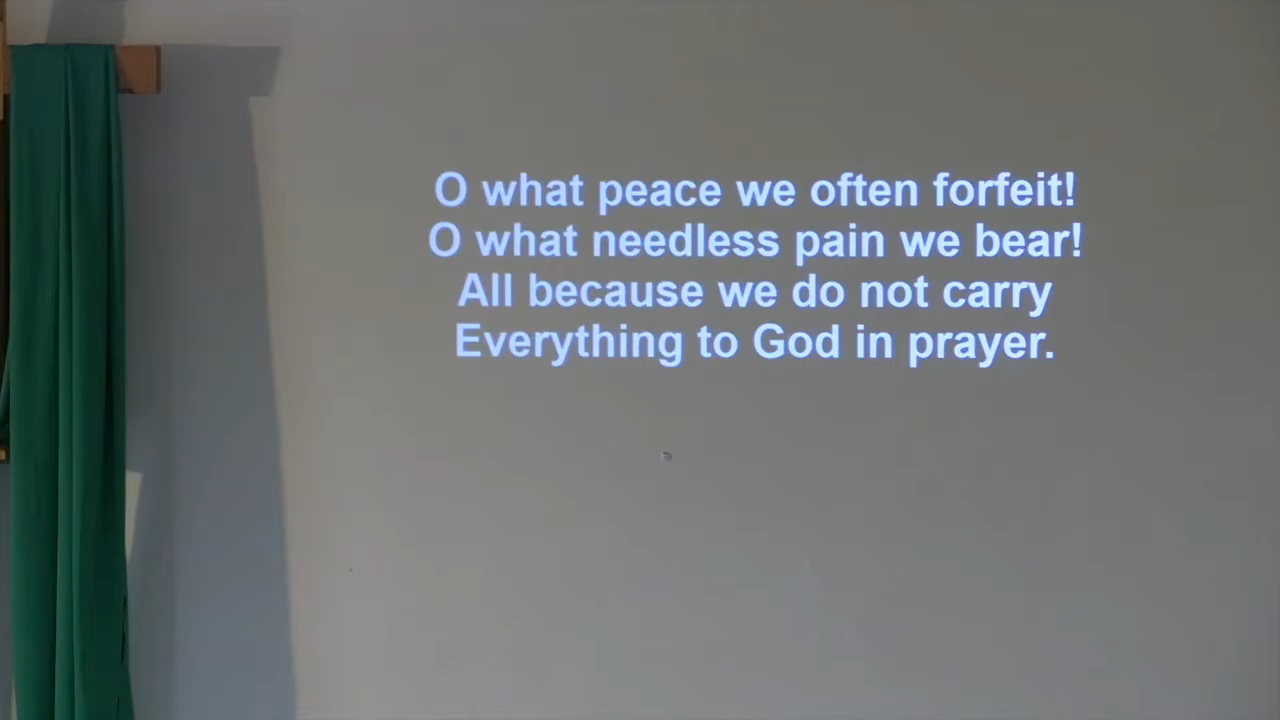 O what peace we often forfeit!
O what needless pain we bear!
All because we do not carry
Everything to God in prayer.